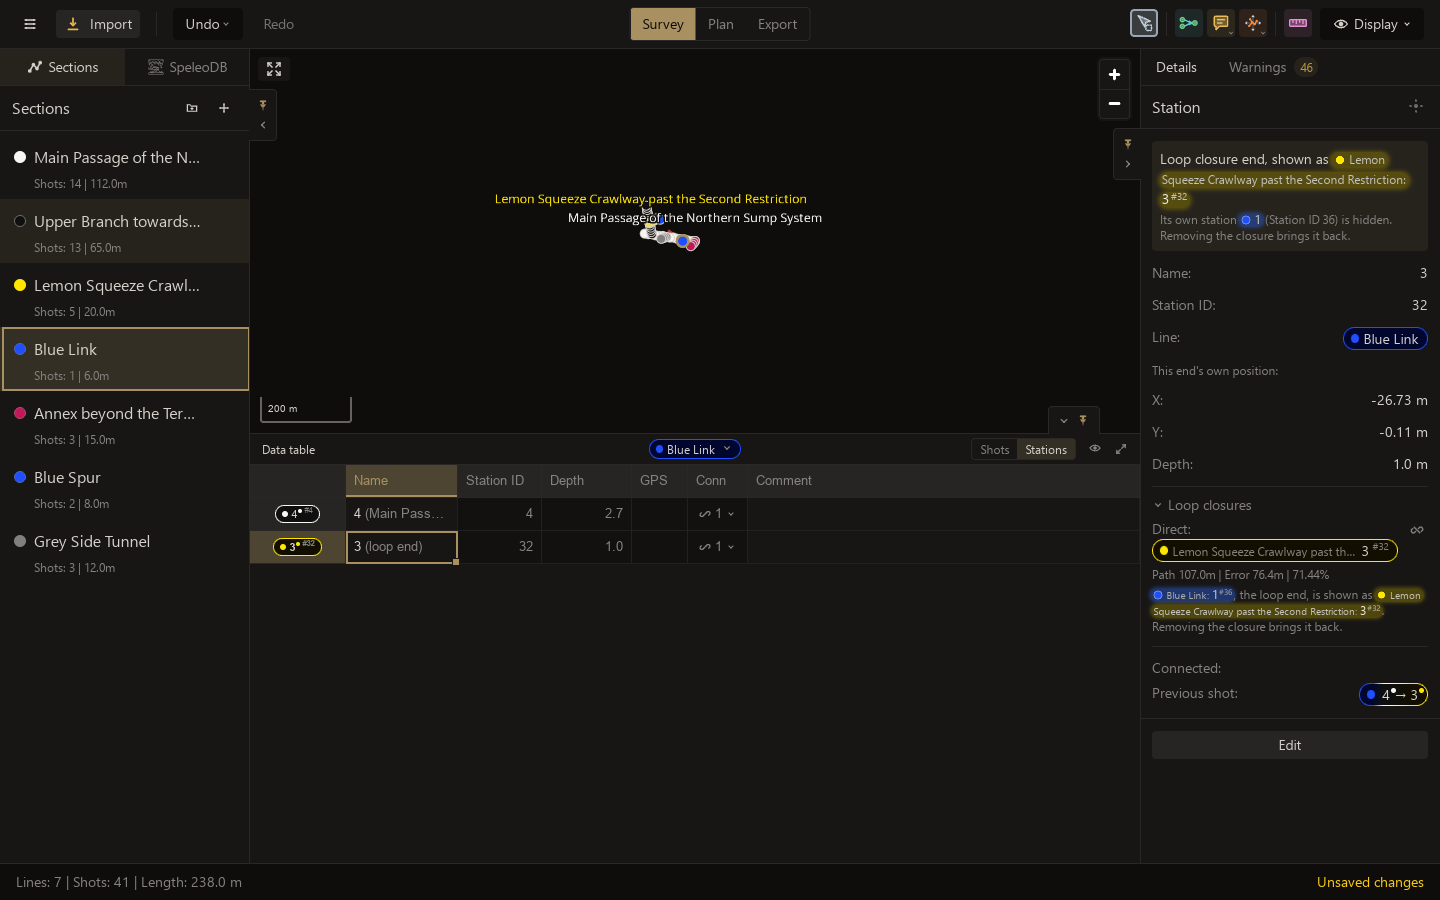 Import
Undo
Redo
Survey
Plan
Export
Display
Sections
SpeleoDB
Details
Warnings 46
Sections
Station
Main Passage of the N...
Shots: 14 | 112.0m
Upper Branch towards...
Shots: 13 | 65.0m
Lemon Squeeze Crawl...
Shots: 5 | 20.0m
Blue Link
Shots: 1 | 6.0m
Annex beyond the Ter...
Shots: 3 | 15.0m
Blue Spur
Shots: 2 | 8.0m
Grey Side Tunnel
Shots: 3 | 12.0m
Lemon Squeeze Crawlway past the Second Restriction
Main Passage of the Northern Sump System
200 m
Data table
Blue Link
Shots
Stations
Name Station ID Depth GPS Conn Comment
4 #4 4 (Main Pass... 4 2.7 1
3 #32 3 (loop end) 32 1.0 1
Loop closure end, shown as Lemon
Squeeze Crawlway past the Second Restriction:
3 #32
Its own station 1 (Station ID 36) is hidden.
Removing the closure brings it back.
Name: 3
Station ID: 32
Line: Blue Link
This end's own position:
X: -26.73 m
Y: -0.11 m
Depth: 1.0 m
Loop closures
Direct:
Lemon Squeeze Crawlway past th... 3 #32
Path 107.0m | Error 76.4m | 71.44%
Blue Link: 1 #36, the loop end, is shown as Lemon
Squeeze Crawlway past the Second Restriction: 3 #32.
Removing the closure brings it back.
Connected:
Previous shot: 4 → 3
Edit
Lines: 7 | Shots: 41 | Length: 238.0 m
Unsaved changes